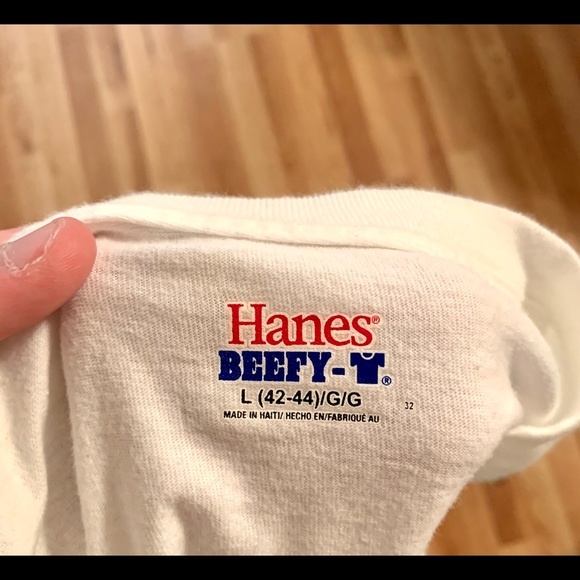 Hanes®
BEEFY-T®
L (42-44)/G/G
32
MADE IN HAITI/ HECHO EN/FABRIQUÉ AU